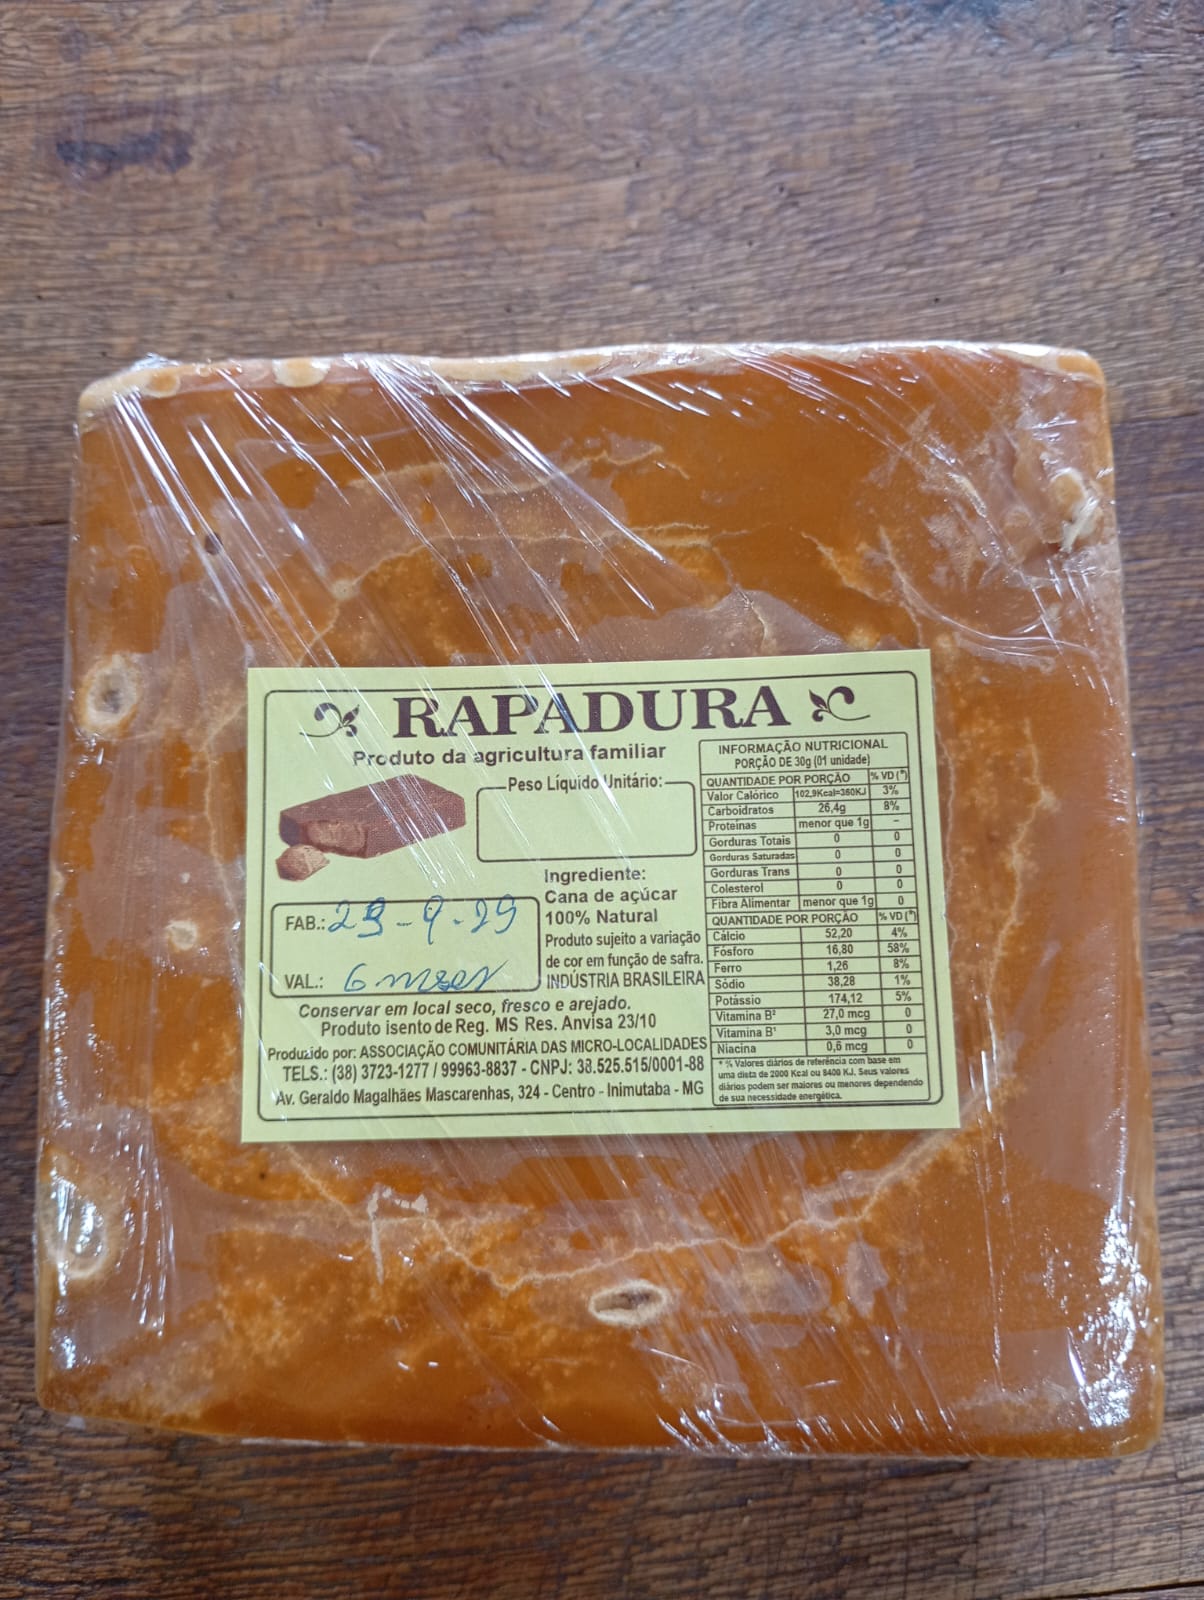 RAPADURA
Produto da agricultura familiar
Peso Líquido Unitário:
Ingrediente:
Cana de açúcar
100% Natural
Produto sujeito a variação
de cor em função de safra.
INDÚSTRIA BRASILEIRA
FAB.: 29-9-29
VAL.: 6 meses
Conservar em local seco, fresco e arejado.
Produto isento de Reg. MS Res. Anvisa 23/10
Produzido por: ASSOCIAÇÃO COMUNITÁRIA DAS MICRO-LOCALIDADES
TELS.: (38) 3723-1277 / 99963-8837 - CNPJ: 38.525.515/0001-88
Av. Geraldo Magalhães Mascarenhas, 324 - Centro - Inimutaba - MG
INFORMAÇÃO NUTRICIONAL
PORÇÃO DE 30g (01 unidade)
QUANTIDADE POR PORÇÃO % VD (*)
Valor Calórico 102,9Kcal=360KJ 3%
Carboidratos 26,4g 8%
Proteínas menor que 1g -
Gorduras Totais 0 0
Gorduras Saturadas 0 0
Gorduras Trans 0 0
Colesterol 0 0
Fibra Alimentar menor que 1g 0
QUANTIDADE POR PORÇÃO % VD (*)
Cálcio 52,20 4%
Fósforo 16,80 58%
Ferro 1,26 8%
Sódio 38,28 1%
Potássio 174,12 5%
Vitamina B² 27,0 mcg 0
Vitamina B¹ 3,0 mcg 0
Niacina 0,6 mcg 0
* % Valores diários de referência com base em
uma dieta de 2000 Kcal ou 8400 KJ. Seus valores
diários podem ser maiores ou menores dependendo
de sua necessidade energética.